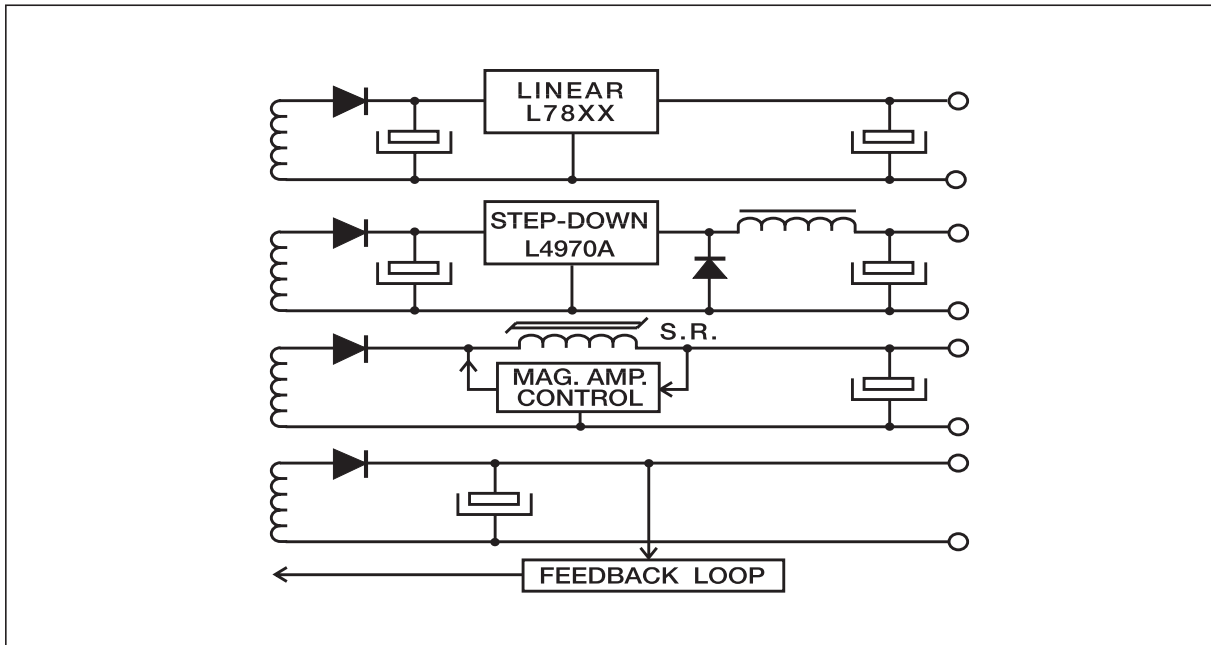 LINEAR
L78XX
STEP-DOWN
L4970A
S.R.
MAG. AMP.
CONTROL
FEEDBACK LOOP